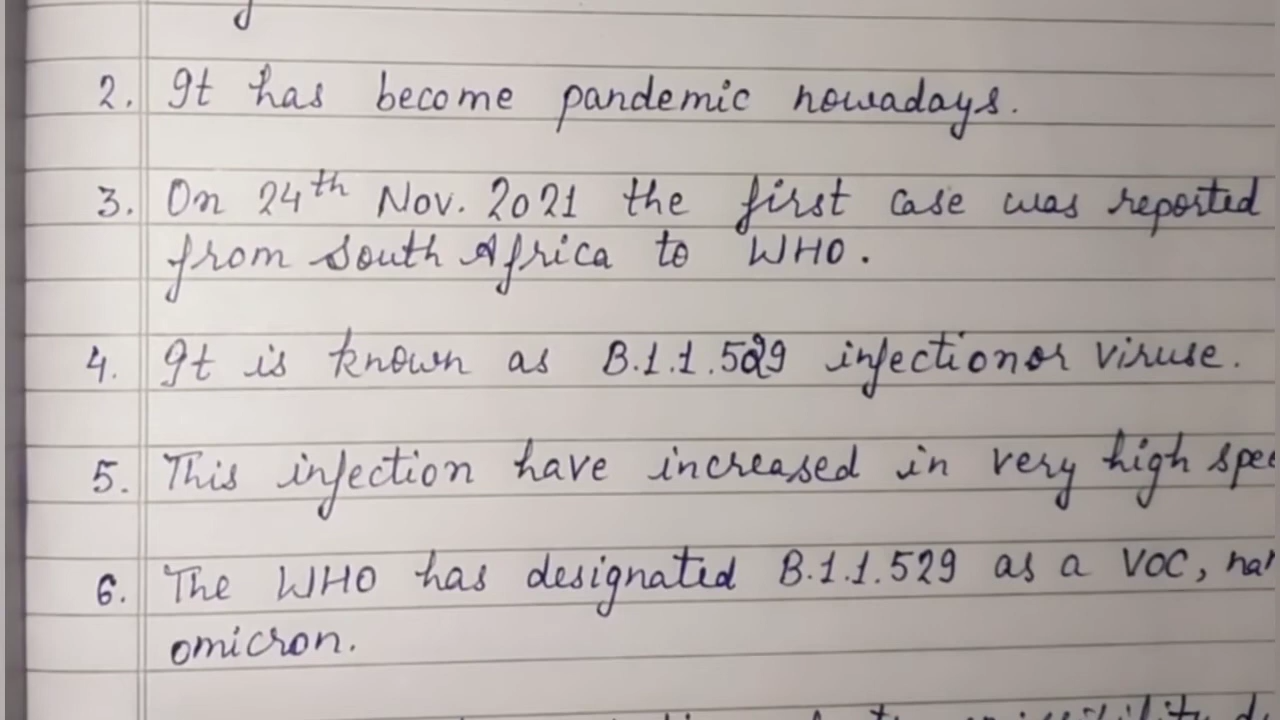 2. It has become pandemic nowadays.
3. On 24th Nov. 2021 the first case was reported
from South Africa to WHO.
4. It is known as B.1.1.529 infection or viruse.
5. This infection have increased in very high
6. The WHO has designated B.1.1.529 as a VOC,
omicron.